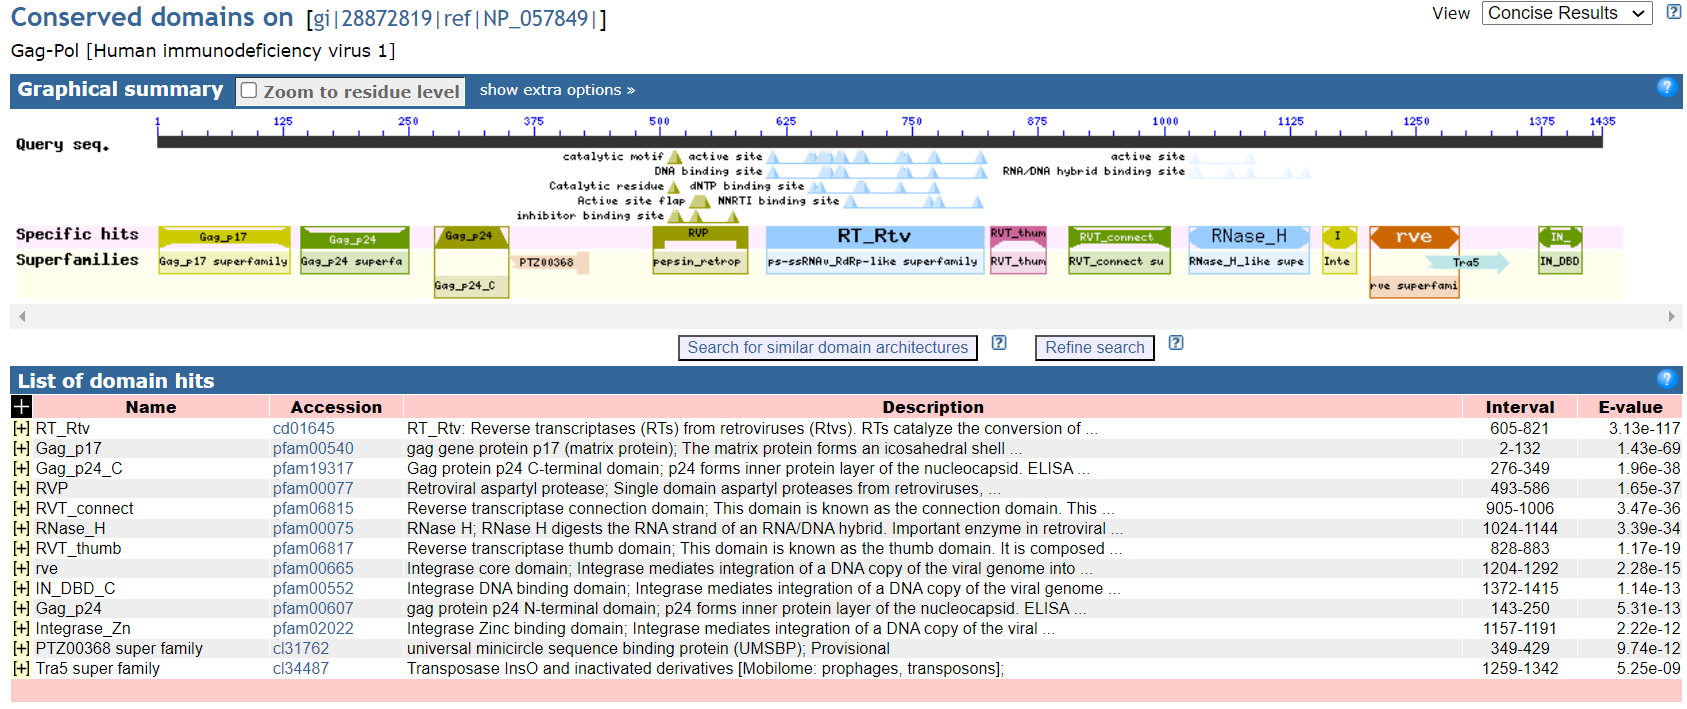 Conserved domains on [gi|28872819|ref|NP_057849|]
View Concise Results
Gag-Pol [Human immunodeficiency virus 1]
Graphical summary Zoom to residue level show extra options »
1 125 250 375 500 625 750 875 1000 1125 1250 1375 1435
Query seq.
catalytic motif active site active site
DNA binding site RNA/DNA hybrid binding site
Catalytic residue dNTP binding site
Active site flap NNRTI binding site
inhibitor binding site
Specific hits Gag_p17 Gag_p24 Gag_p24 RVP RT_Rtv RVT_thum RVT_connect RNase_H I rve IN_
Superfamilies Gag_p17 superfamily Gag_p24 superfa PTZ00368 pepsin_retrop ps-ssRNAv_RdRp-like superfamily RVT_thum RVT_connect su RNase_H_like supe Inte Tra5 IN_DBD
Gag_p24_C rve superfami
Search for similar domain architectures Refine search
List of domain hits
Name Accession Description Interval E-value
[+] RT_Rtv cd01645 RT_Rtv: Reverse transcriptases (RTs) from retroviruses (Rtvs). RTs catalyze the conversion of ... 605-821 3.13e-117
[+] Gag_p17 pfam00540 gag gene protein p17 (matrix protein); The matrix protein forms an icosahedral shell ... 2-132 1.43e-69
[+] Gag_p24_C pfam19317 Gag protein p24 C-terminal domain; p24 forms inner protein layer of the nucleocapsid. ELISA ... 276-349 1.96e-38
[+] RVP pfam00077 Retroviral aspartyl protease; Single domain aspartyl proteases from retroviruses, ... 493-586 1.65e-37
[+] RVT_connect pfam06815 Reverse transcriptase connection domain; This domain is known as the connection domain. This ... 905-1006 3.47e-36
[+] RNase_H pfam00075 RNase H; RNase H digests the RNA strand of an RNA/DNA hybrid. Important enzyme in retroviral ... 1024-1144 3.39e-34
[+] RVT_thumb pfam06817 Reverse transcriptase thumb domain; This domain is known as the thumb domain. It is composed ... 828-883 1.17e-19
[+] rve pfam00665 Integrase core domain; Integrase mediates integration of a DNA copy of the viral genome into ... 1204-1292 2.28e-15
[+] IN_DBD_C pfam00552 Integrase DNA binding domain; Integrase mediates integration of a DNA copy of the viral genome ... 1372-1415 1.14e-13
[+] Gag_p24 pfam00607 gag protein p24 N-terminal domain; p24 forms inner protein layer of the nucleocapsid. ELISA ... 143-250 5.31e-13
[+] Integrase_Zn pfam02022 Integrase Zinc binding domain; Integrase mediates integration of a DNA copy of the viral ... 1157-1191 2.22e-12
[+] PTZ00368 super family cl31762 universal minicircle sequence binding protein (UMSBP); Provisional 349-429 9.74e-12
[+] Tra5 super family cl34487 Transposase InsO and inactivated derivatives [Mobilome: prophages, transposons]; 1259-1342 5.25e-09